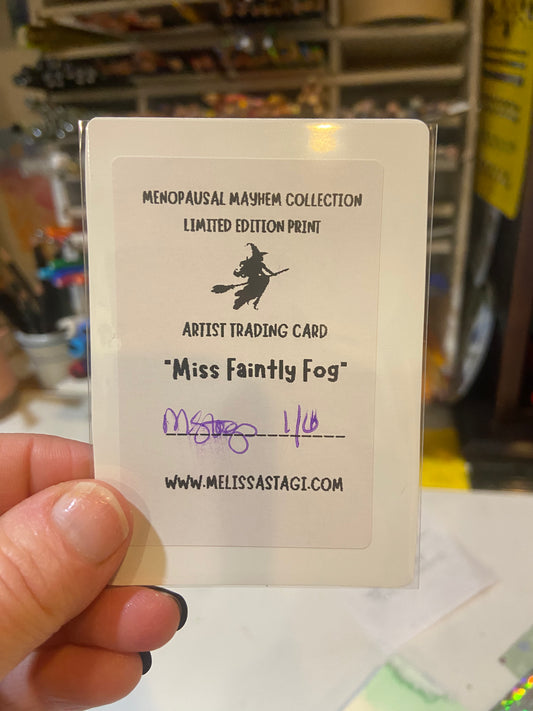 MENOPAUSAL MAYHEM COLLECTION
LIMITED EDITION PRINT
ARTIST TRADING CARD
"Miss Faintly Fog"
WWW.MELISSASTAGI.COM